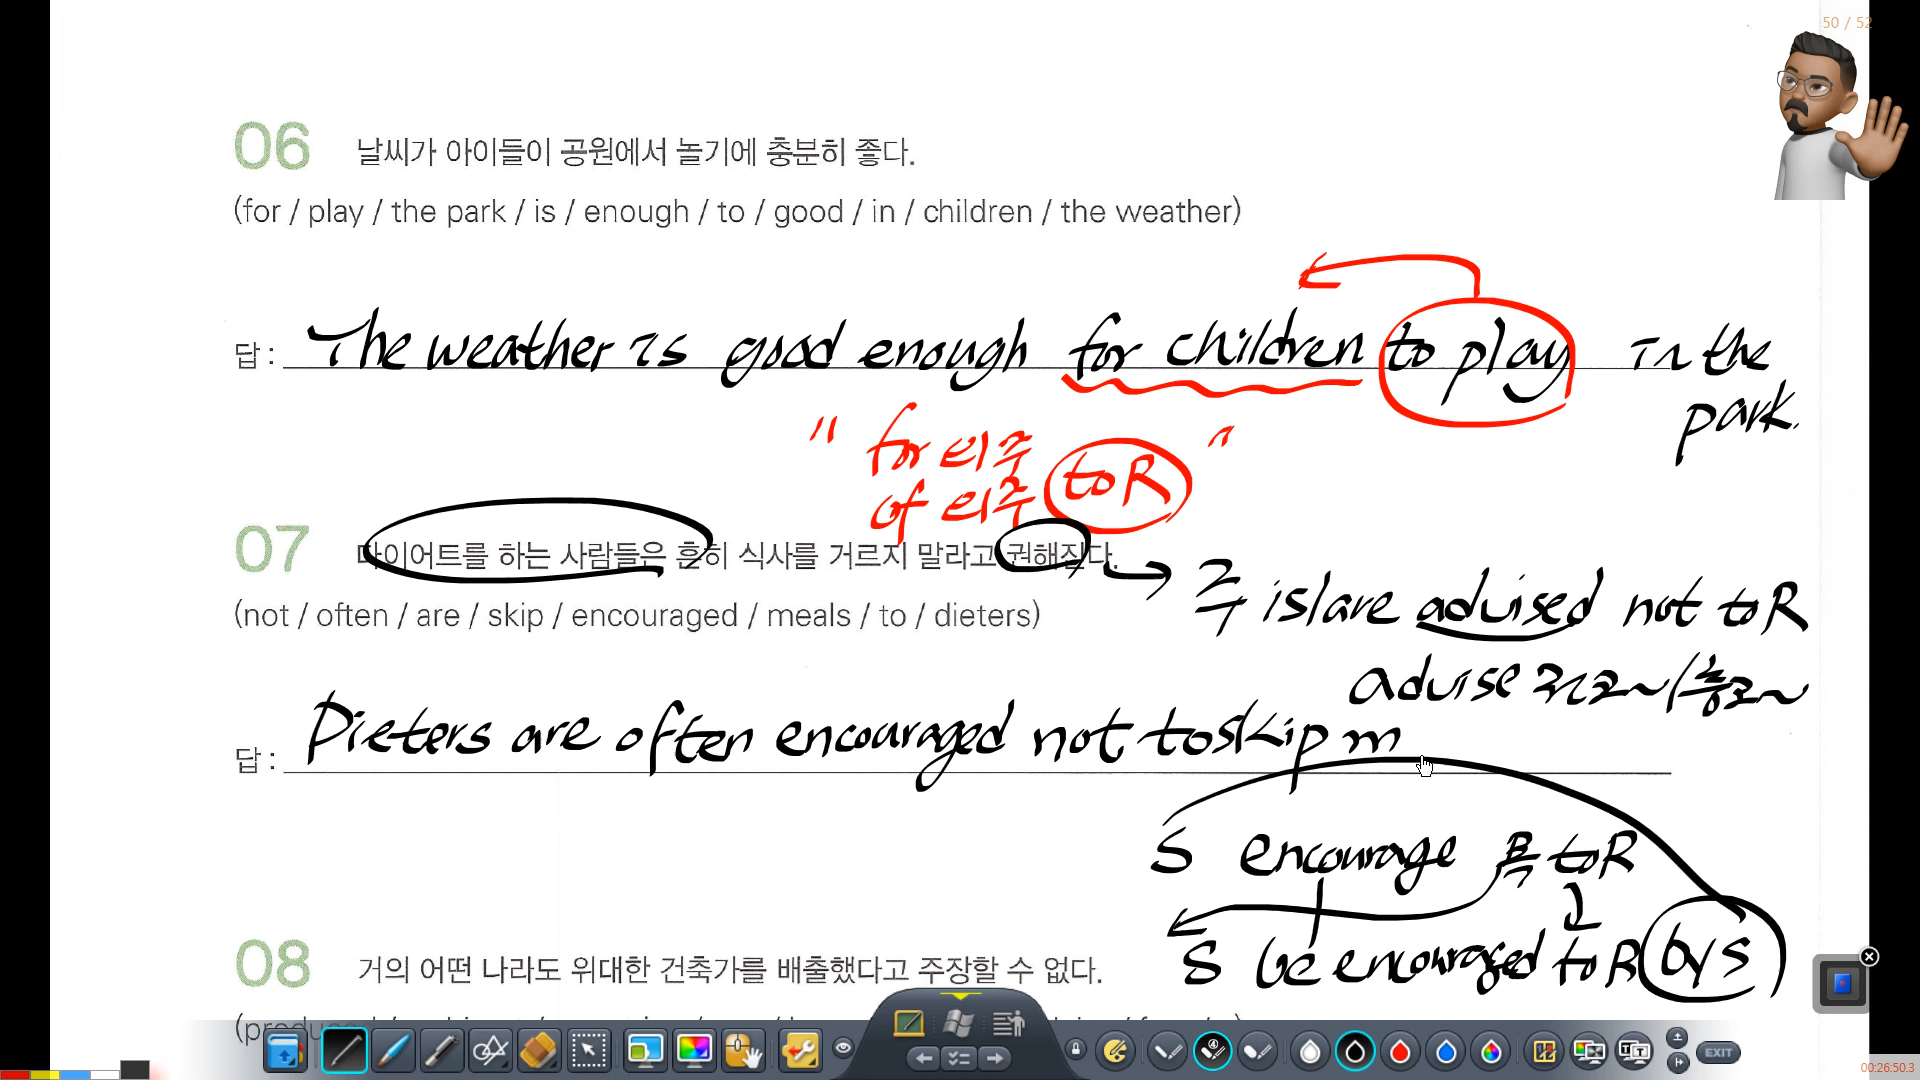 50 / 52
06 날씨가 아이들이 공원에서 놀기에 충분히 좋다.
(for / play / the park / is / enough / to / good / in / children / the weather)
답 : The weather is good enough for children to play in the
park.
" for 의주 toR "
of 의주
07 다이어트를 하는 사람들은 흔히 식사를 거르지 말라고 권해진다.
주 is/are advised not to R
(not / often / are / skip / encouraged / meals / to / dieters)
advise
답 : Dieters are often encouraged not to skip m
S encourage 목 toR
S be encouraged to R by S
08 거의 어떤 나라도 위대한 건축가를 배출했다고 주장할 수 없다.
EXIT
00:26:50.3